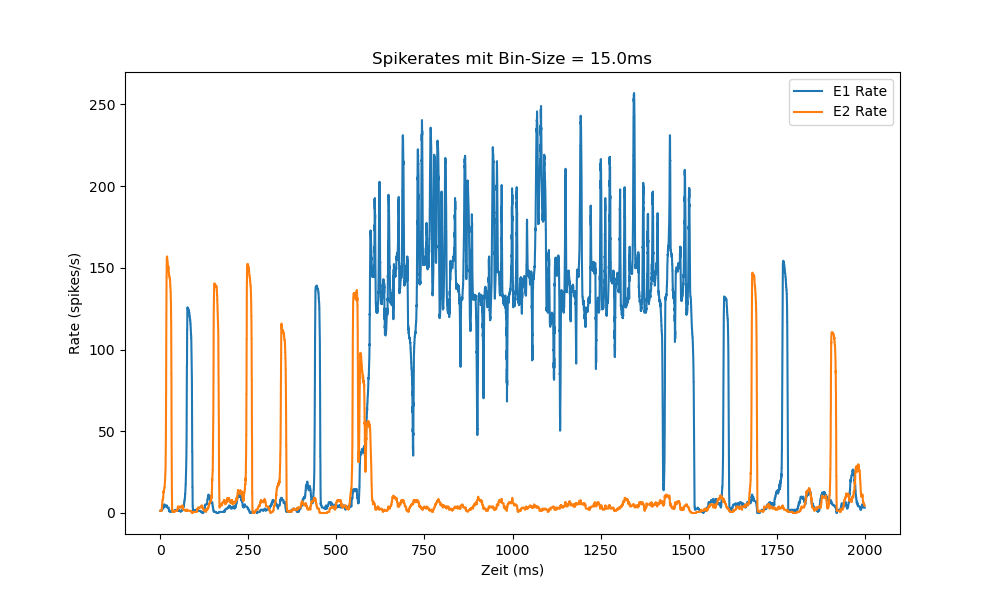 Spikerates mit Bin-Size = 15.0ms
E1 Rate
E2 Rate
250
200
150
100
50
0
Rate (spikes/s)
0 250 500 750 1000 1250 1500 1750 2000
Zeit (ms)